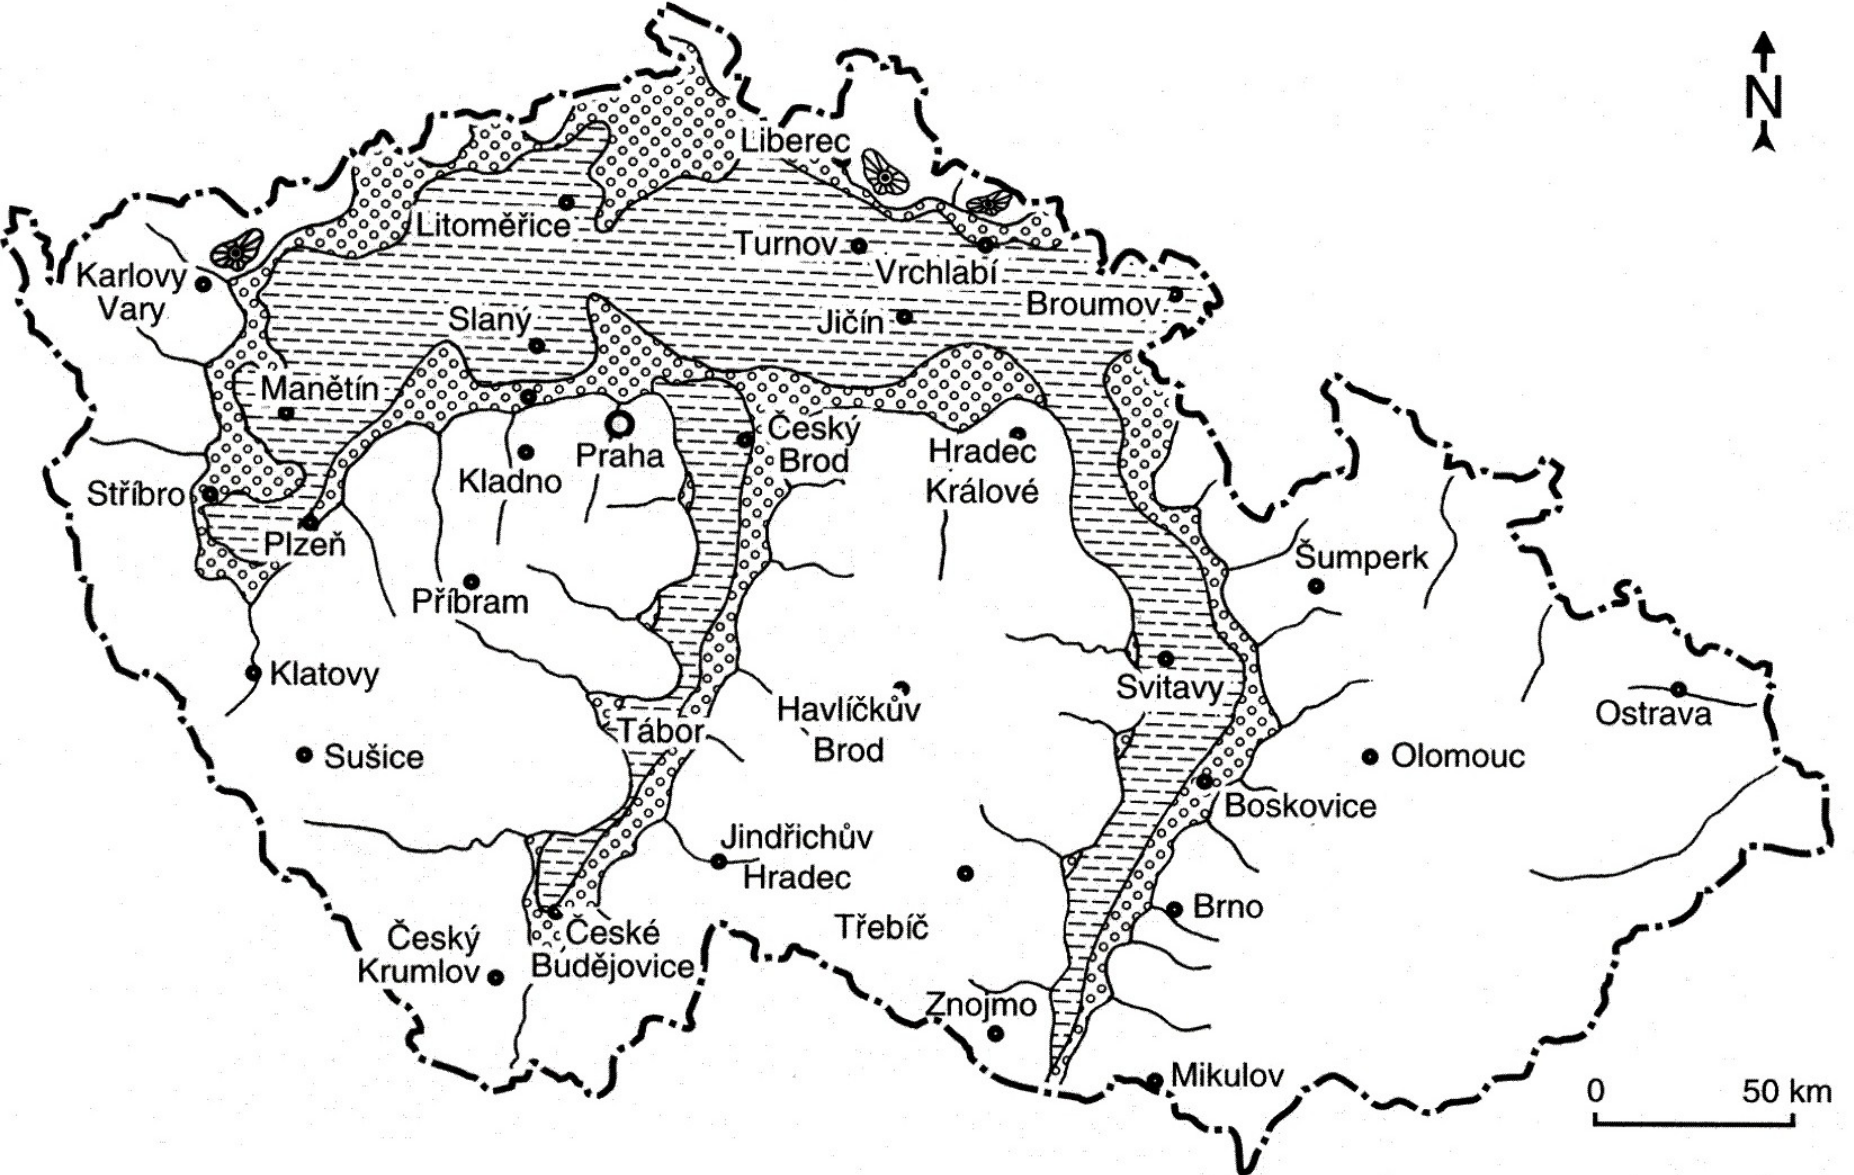 N
Liberec
Litoměřice
Turnov
Vrchlabí
Karlovy
Vary
Broumov
Slaný
Jičín
Manětín
Český
Brod
Hradec
Králové
Praha
Kladno
Stříbro
Plzeň
Šumperk
Příbram
Klatovy
Svitavy
Havlíčkův
Brod
Ostrava
Tábor
Sušice
Olomouc
Boskovice
Jindřichův
Hradec
Brno
Třebíč
Český
Krumlov
České
Budějovice
Znojmo
Mikulov
0 50 km